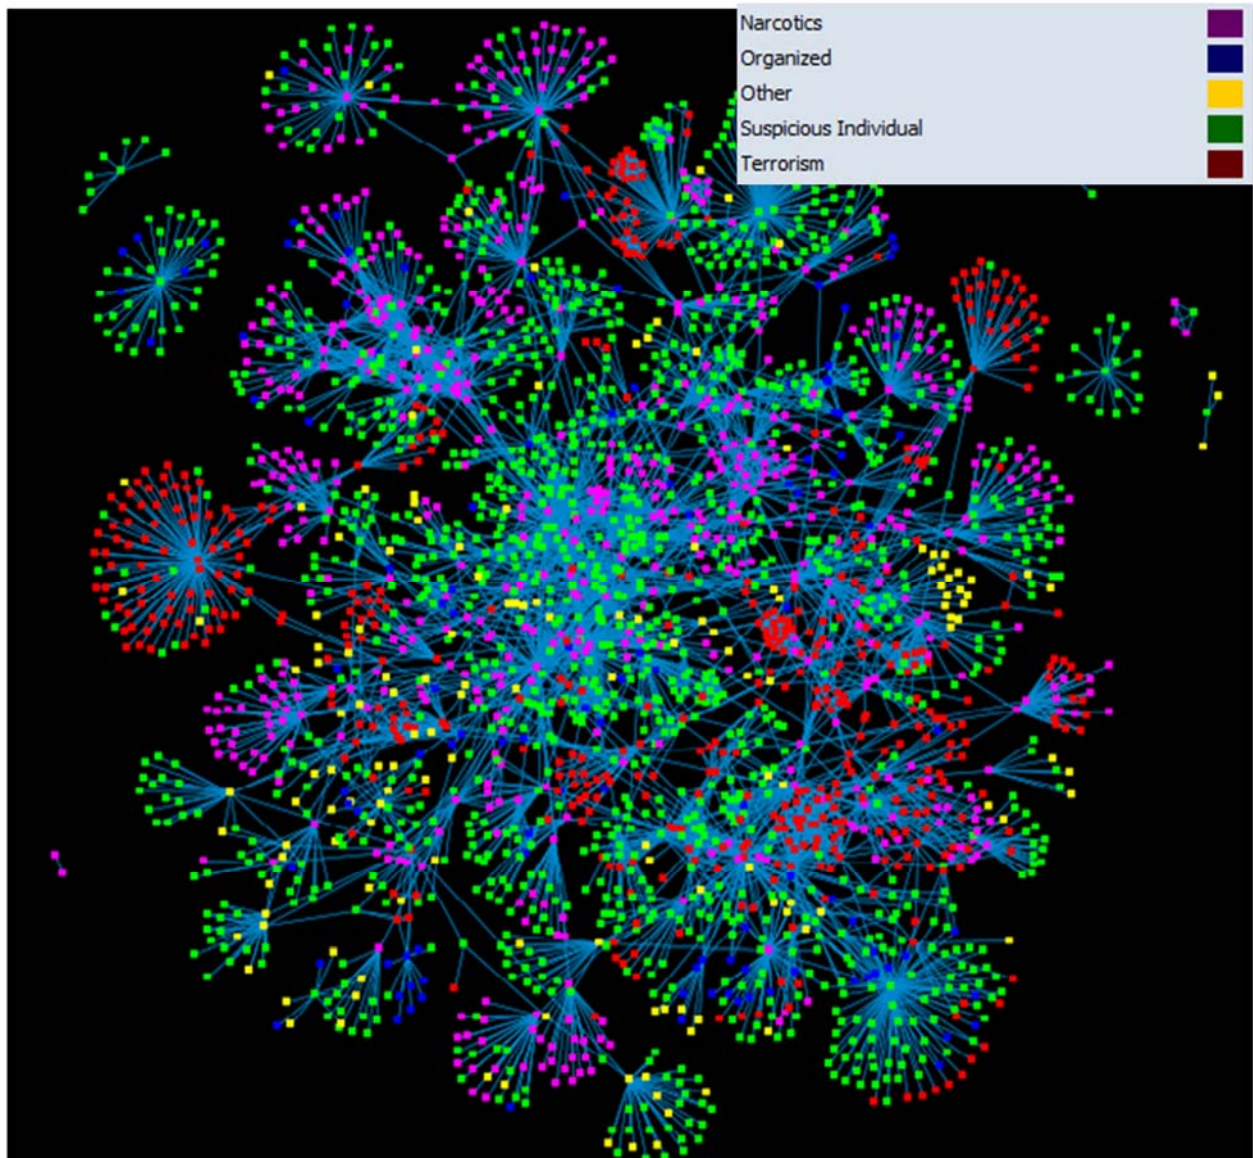 Narcotics
Organized
Other
Suspicious Individual
Terrorism